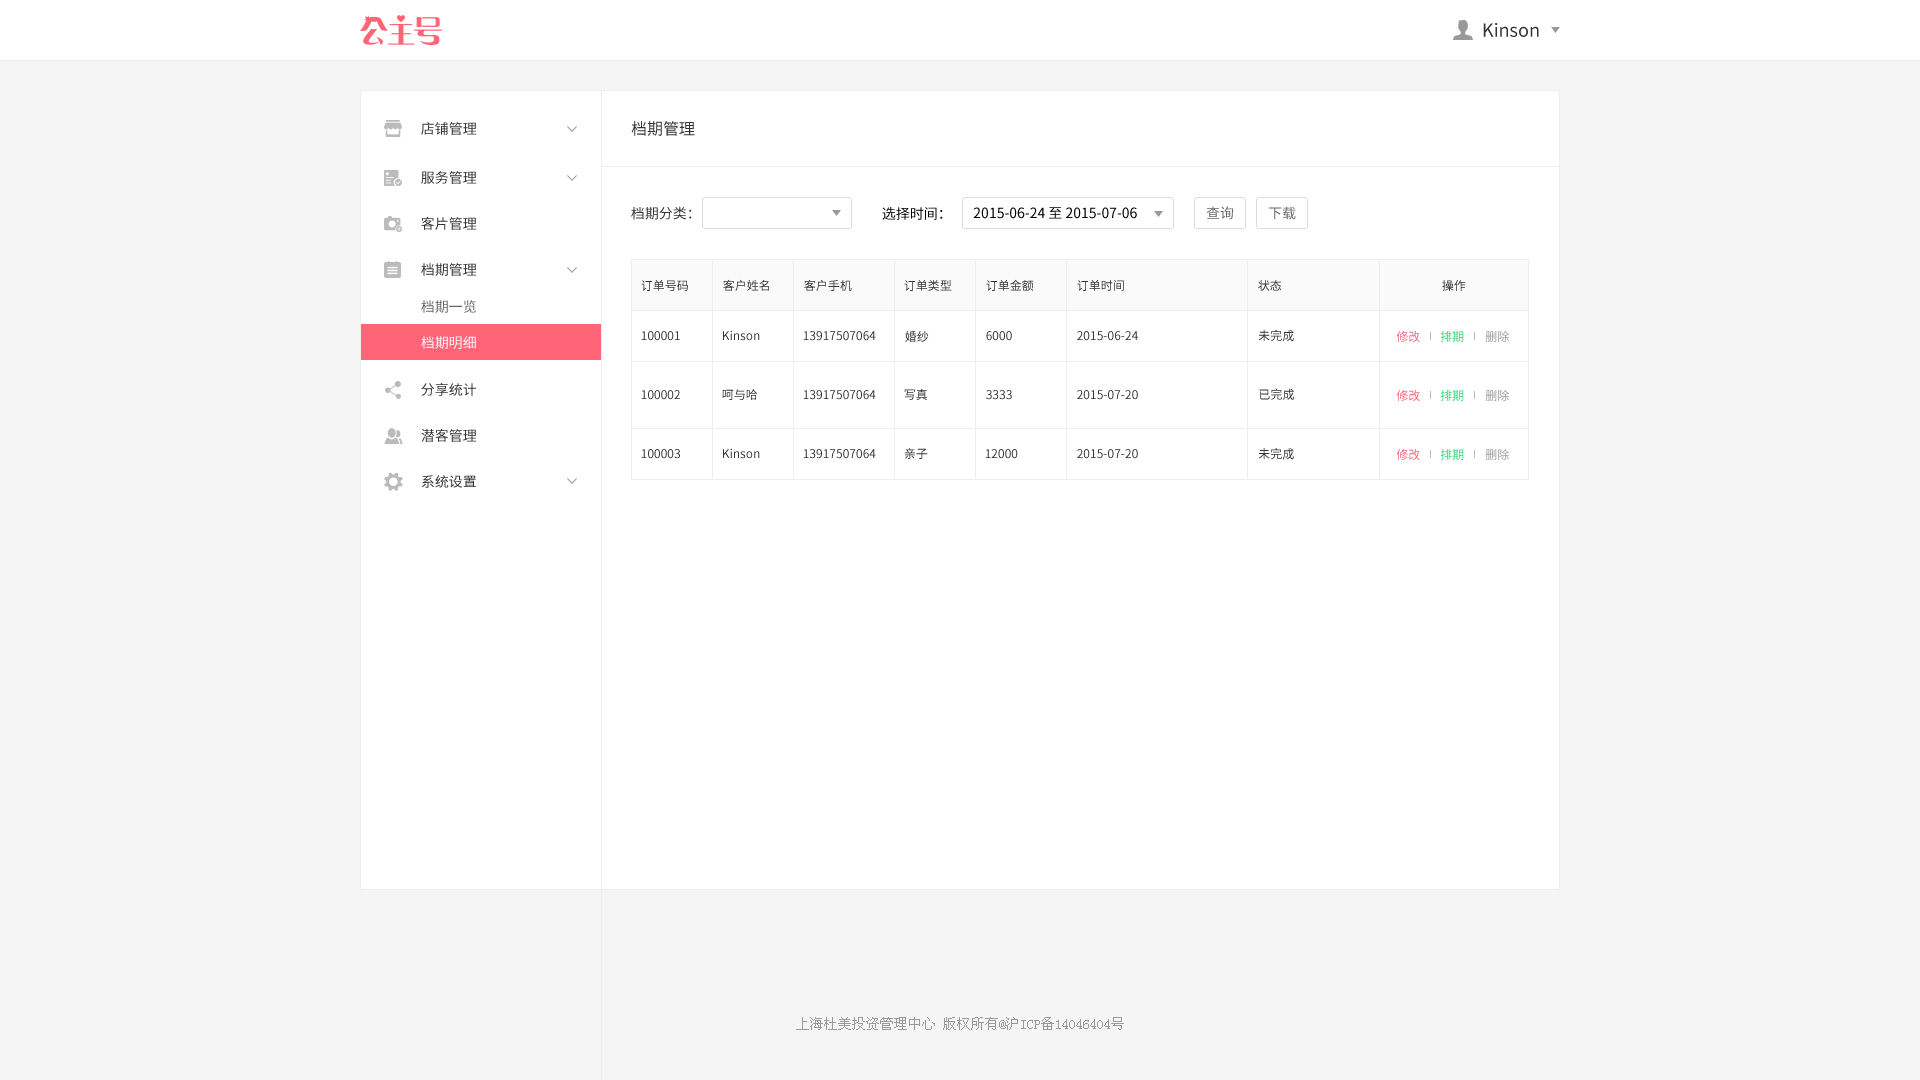 公主号
Kinson
店铺管理
服务管理
客片管理
档期管理
档期一览
档期明细
分享统计
潜客管理
系统设置
档期管理
档期分类： 选择时间： 2015-06-24 至 2015-07-06 查询 下载
订单号码 客户姓名 客户手机 订单类型 订单金额 订单时间 状态 操作
100001 Kinson 13917507064 婚纱 6000 2015-06-24 未完成 修改 | 排期 | 删除
100002 呵与哈 13917507064 写真 3333 2015-07-20 已完成 修改 | 排期 | 删除
100003 Kinson 13917507064 亲子 12000 2015-07-20 未完成 修改 | 排期 | 删除
上海杜美投资管理中心 版权所有@沪ICP备14046404号